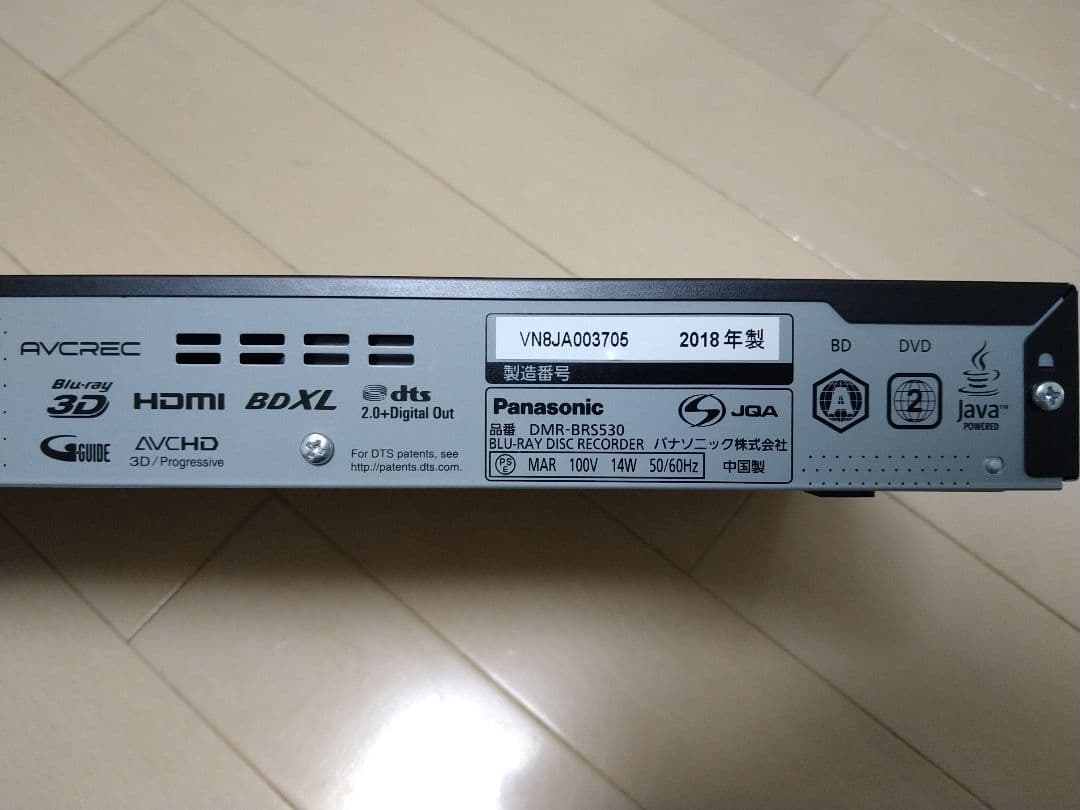 AVCREC
Blu-ray
3D
HDMI
BDXL
dts
2.0+Digital Out
G-GUIDE
AVCHD
3D/Progressive
For DTS patents, see
http://patents.dts.com.
VN8JA003705 2018年製
製造番号
Panasonic
JQA
品番 DMR-BRS530
BLU-RAY DISC RECORDER パナソニック株式会社
PSE MAR 100V 14W 50/60Hz 中国製
BD DVD
A 2
Java™
POWERED